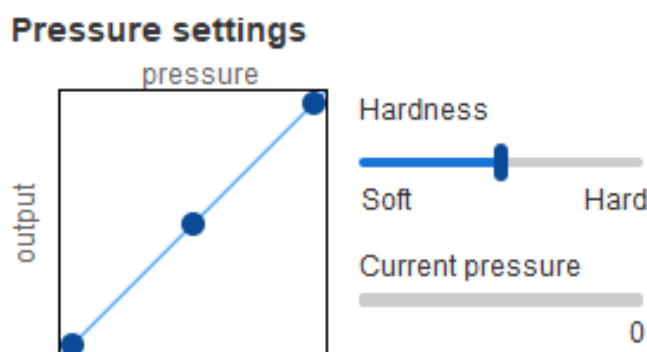 Pressure settings
pressure
output
Hardness
Soft Hard
Current pressure
0